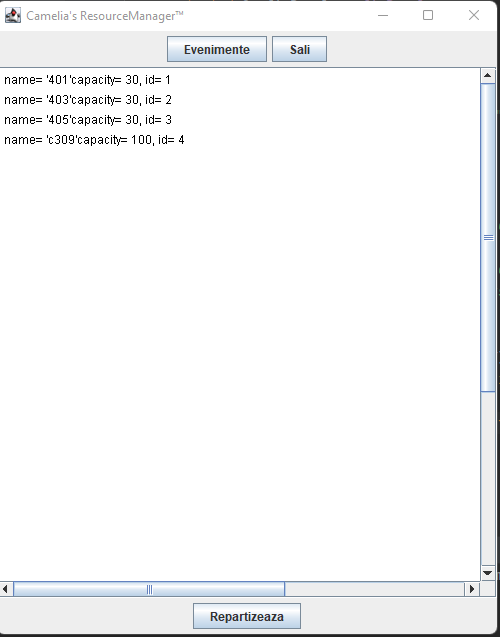 Camelia's ResourceManager™
Evenimente Sali
name= '401'capacity= 30, id= 1
name= '403'capacity= 30, id= 2
name= '405'capacity= 30, id= 3
name= 'c309'capacity= 100, id= 4
Repartizeaza